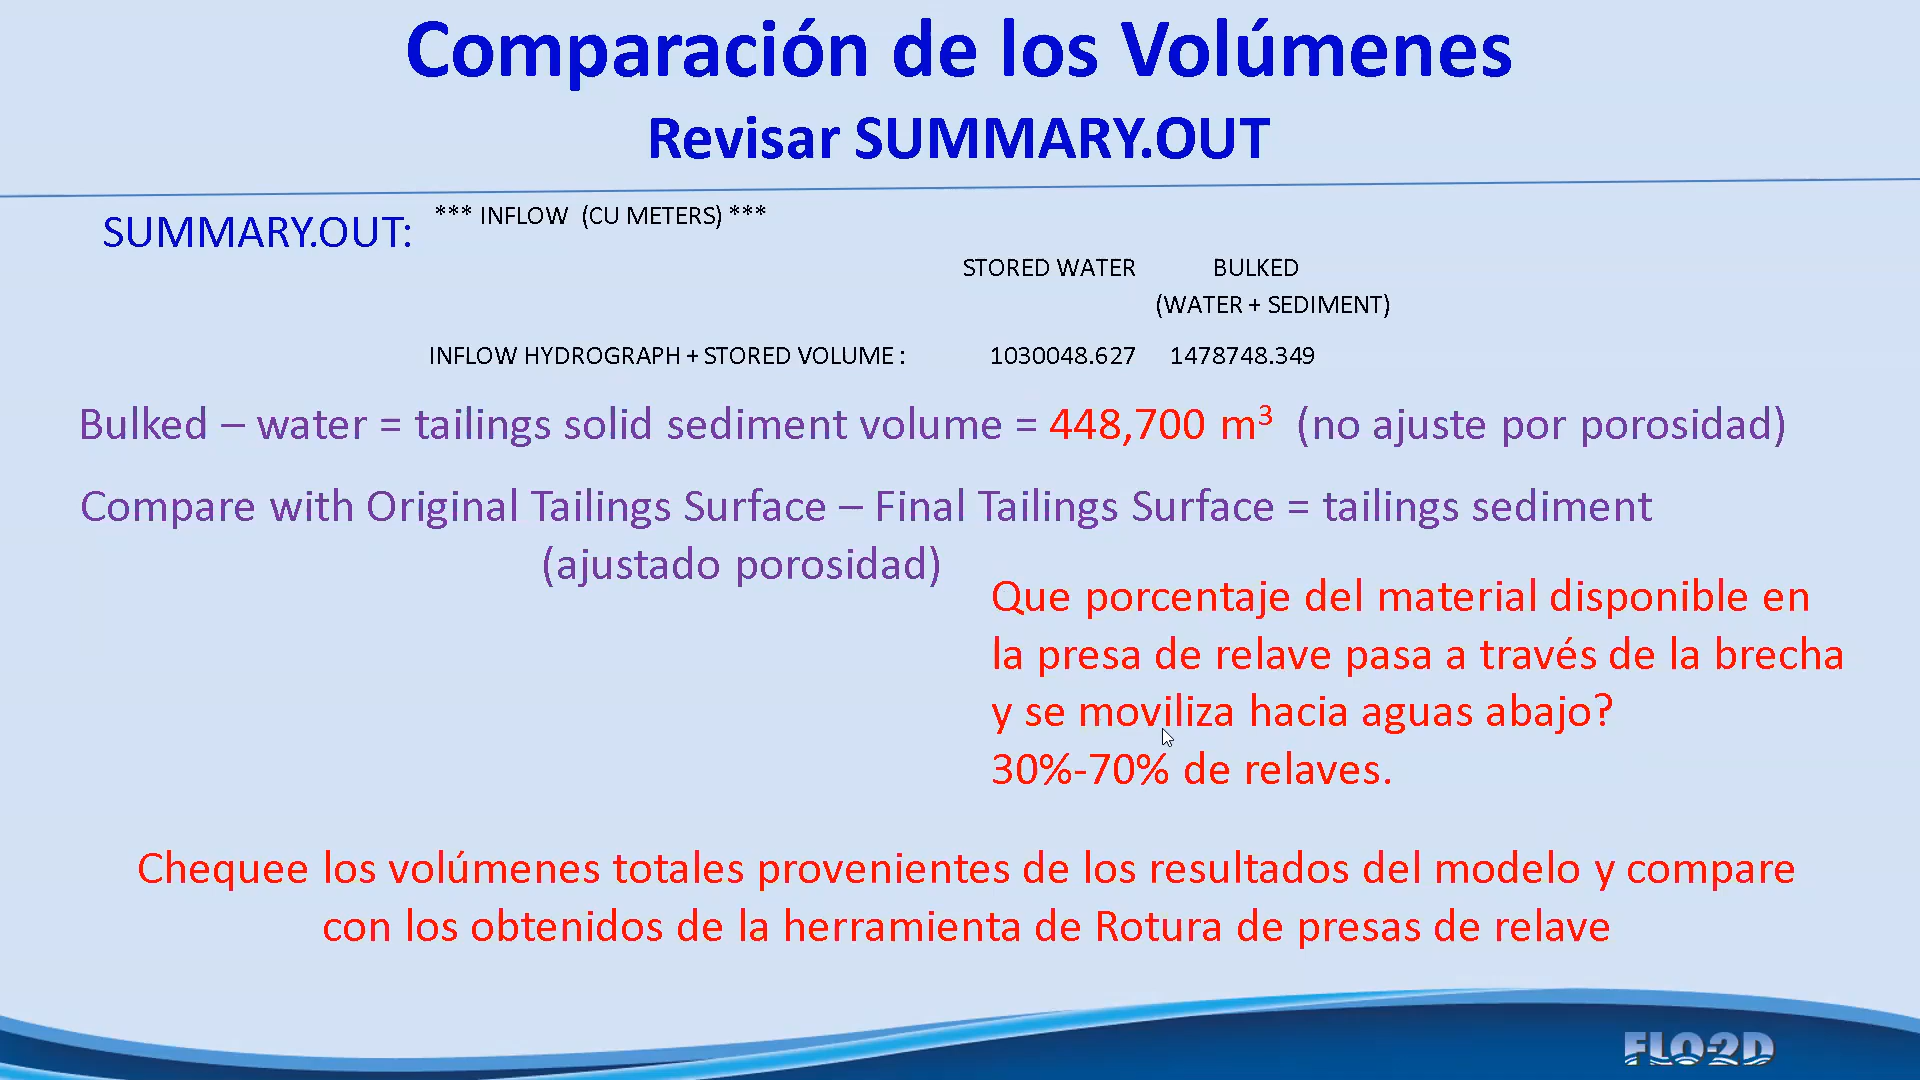 Comparación de los Volúmenes
Revisar SUMMARY.OUT
SUMMARY.OUT: *** INFLOW (CU METERS) ***
STORED WATER BULKED
(WATER + SEDIMENT)
INFLOW HYDROGRAPH + STORED VOLUME : 1030048.627 1478748.349
Bulked – water = tailings solid sediment volume = 448,700 m³ (no ajuste por porosidad)
Compare with Original Tailings Surface – Final Tailings Surface = tailings sediment
(ajustado porosidad)
Que porcentaje del material disponible en
la presa de relave pasa a través de la brecha
y se moviliza hacia aguas abajo?
30%-70% de relaves.
Chequee los volúmenes totales provenientes de los resultados del modelo y compare
con los obtenidos de la herramienta de Rotura de presas de relave
FLO2D